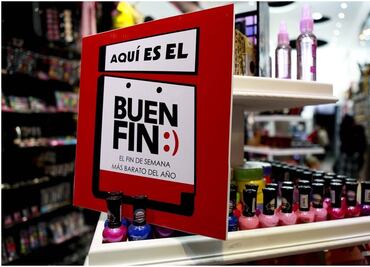 AQUÍ ES EL
BUEN
FIN:)
EL FIN DE SEMANA
MÁS BARATO DEL AÑO